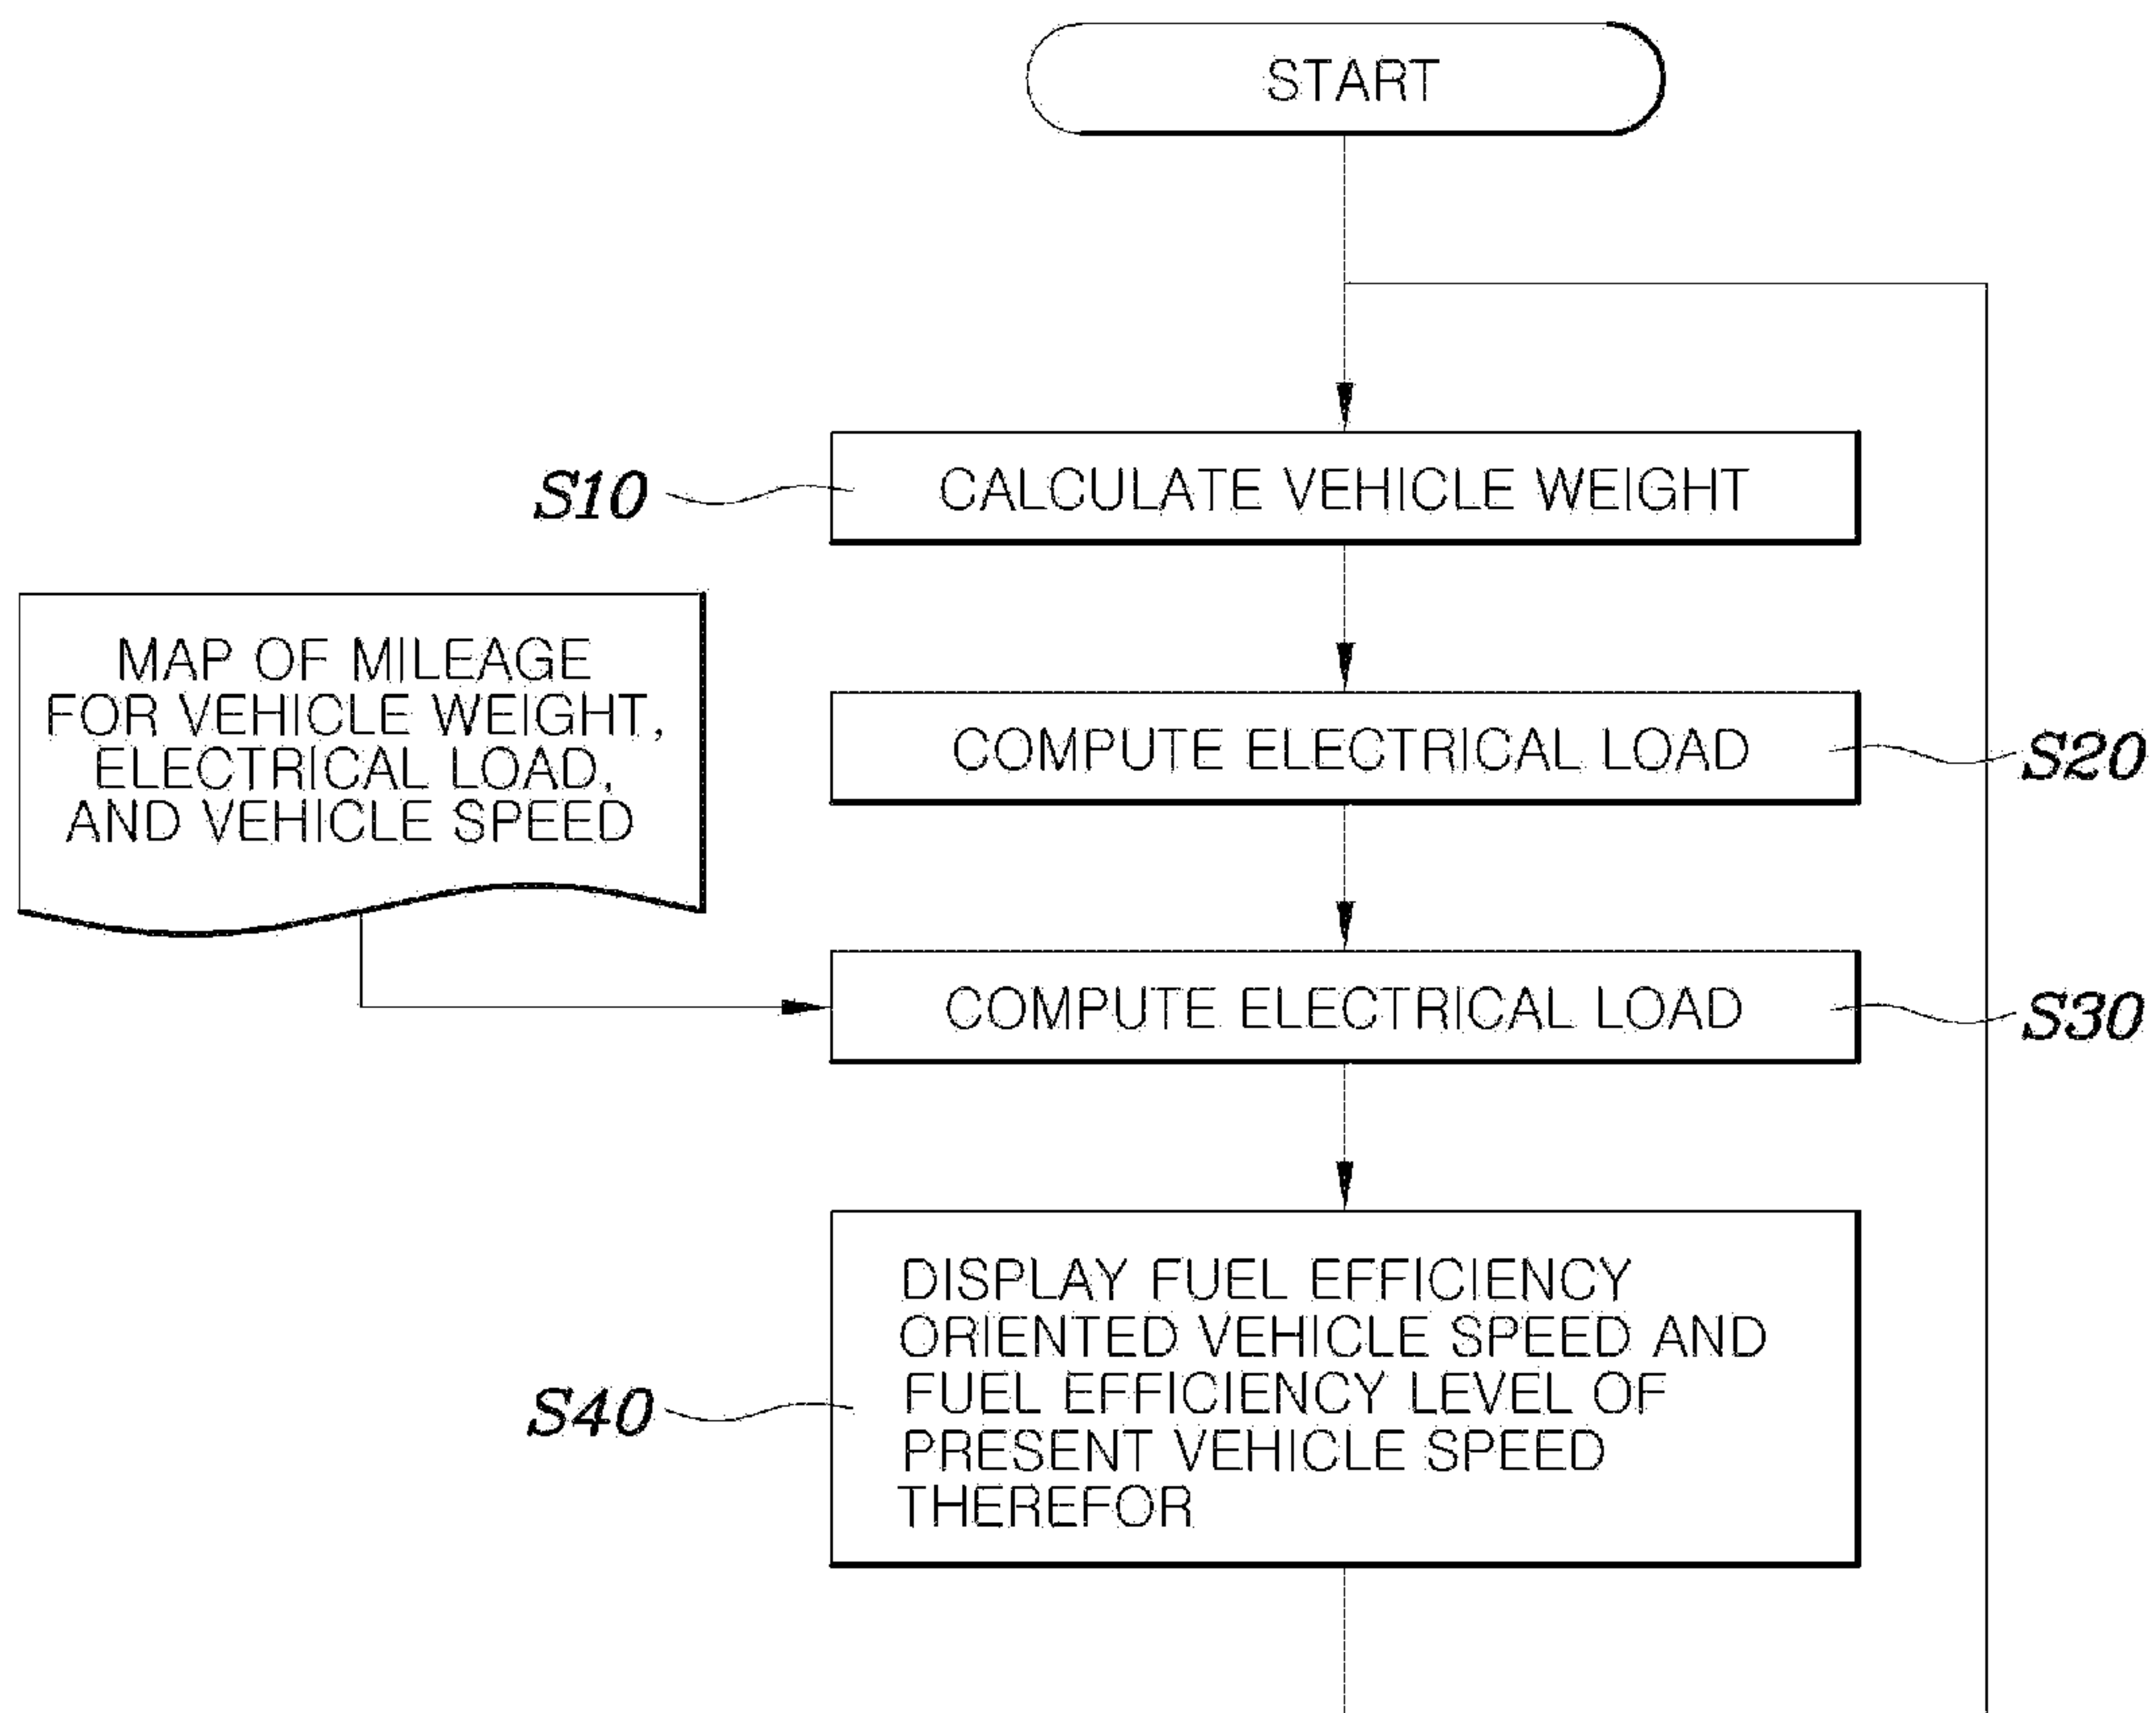 START
S10
CALCULATE VEHICLE WEIGHT
MAP OF MILEAGE
FOR VEHICLE WEIGHT,
ELECTRICAL LOAD,
AND VEHICLE SPEED
COMPUTE ELECTRICAL LOAD
S20
COMPUTE ELECTRICAL LOAD
S30
DISPLAY FUEL EFFICIENCY
ORIENTED VEHICLE SPEED AND
FUEL EFFICIENCY LEVEL OF
PRESENT VEHICLE SPEED
THEREFOR
S40